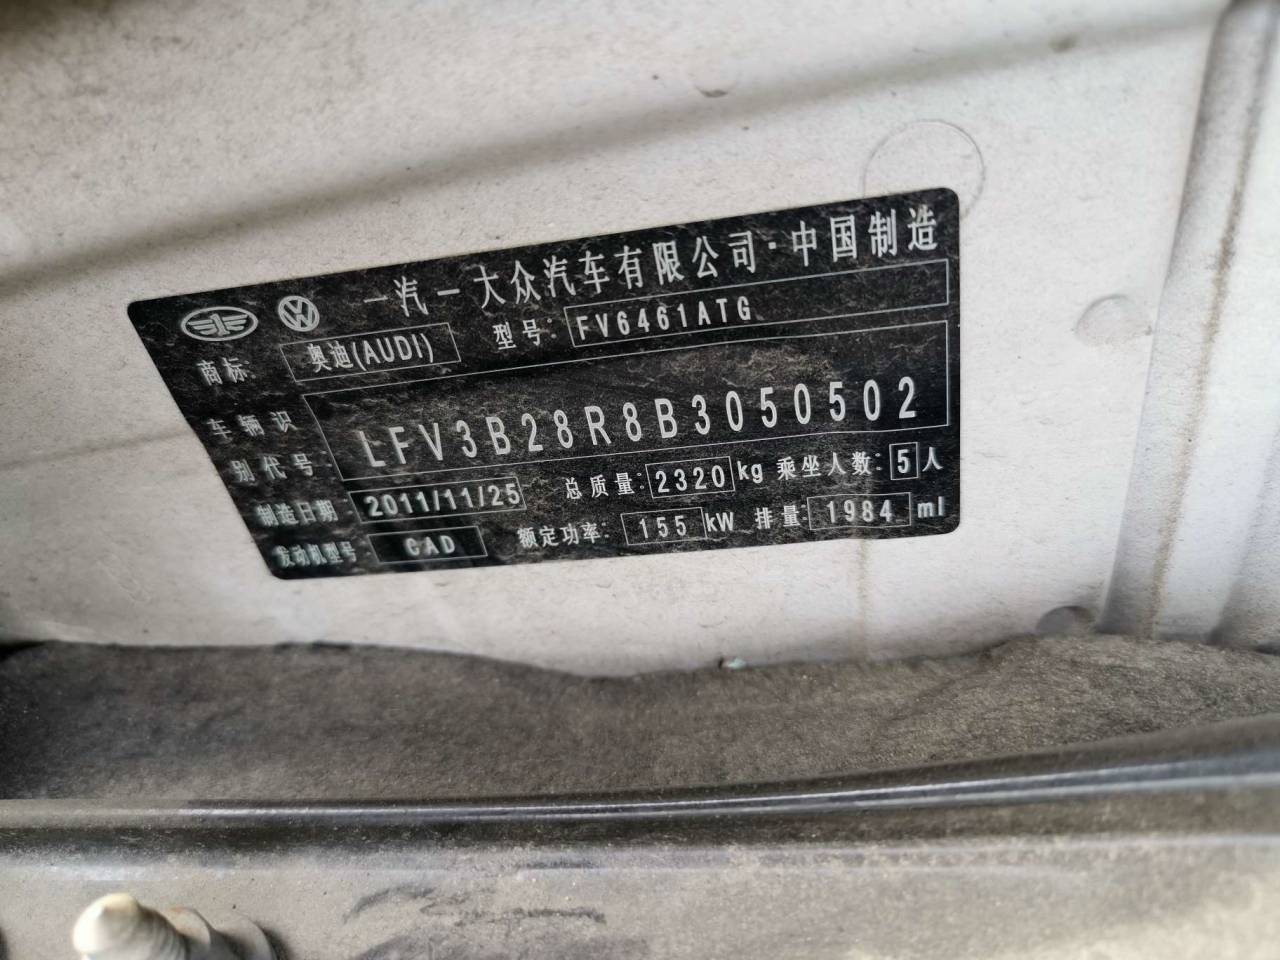 一汽－大众汽车有限公司·中国制造
商标: 奥迪(AUDI) 型号: FV6461ATG
车辆识别代号: LFV3B28R8B3050502
制造日期: 2011/11/25 总质量: 2320 kg 乘坐人数: 5 人
发动机型号 CAD 额定功率: 155 kW 排量: 1984 ml